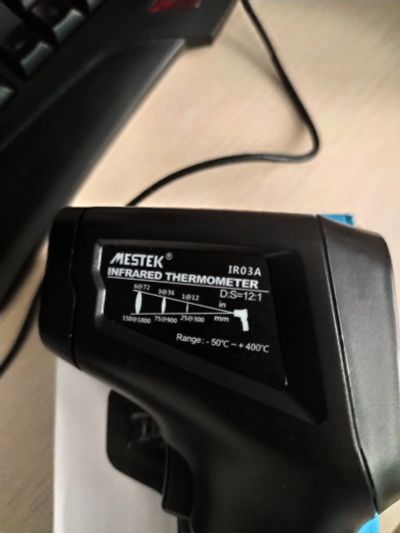 MESTEK®
IR03A
INFRARED THERMOMETER
D:S=12:1
6@72 3@36 1@12 in
150@1800 75@900 25@300 mm
Range: -50℃~+400℃